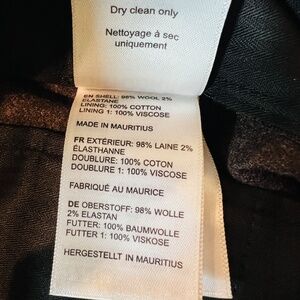 Dry clean only
Nettoyage à sec
uniquement
EN SHELL: 98% WOOL 2%
ELASTANE
LINING: 100% COTTON
LINING 1: 100% VISCOSE
MADE IN MAURITIUS
FR EXTÉRIEUR: 98% LAINE 2%
ÉLASTHANNE
DOUBLURE: 100% COTON
DOUBLURE 1: 100% VISCOSE
FABRIQUÉ AU MAURICE
DE OBERSTOFF: 98% WOLLE
2% ELASTAN
FUTTER: 100% BAUMWOLLE
FUTTER 1: 100% VISKOSE
HERGESTELLT IN MAURITIUS